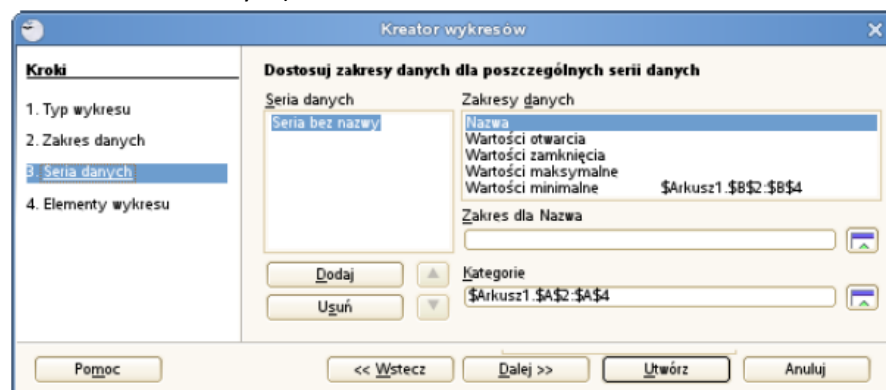 Kreator wykresów
Kroki
1. Typ wykresu
2. Zakres danych
3. Seria danych
4. Elementy wykresu
Dostosuj zakresy danych dla poszczególnych serii danych
Seria danych
Seria bez nazwy
Dodaj
Usuń
Zakresy danych
Nazwa
Wartości otwarcia
Wartości zamknięcia
Wartości maksymalne
Wartości minimalne $Arkusz1.$B$2:$B$4
Zakres dla Nazwa
Kategorie
$Arkusz1.$A$2:$A$4
Pomoc
<< Wstecz
Dalej >>
Utwórz
Anuluj